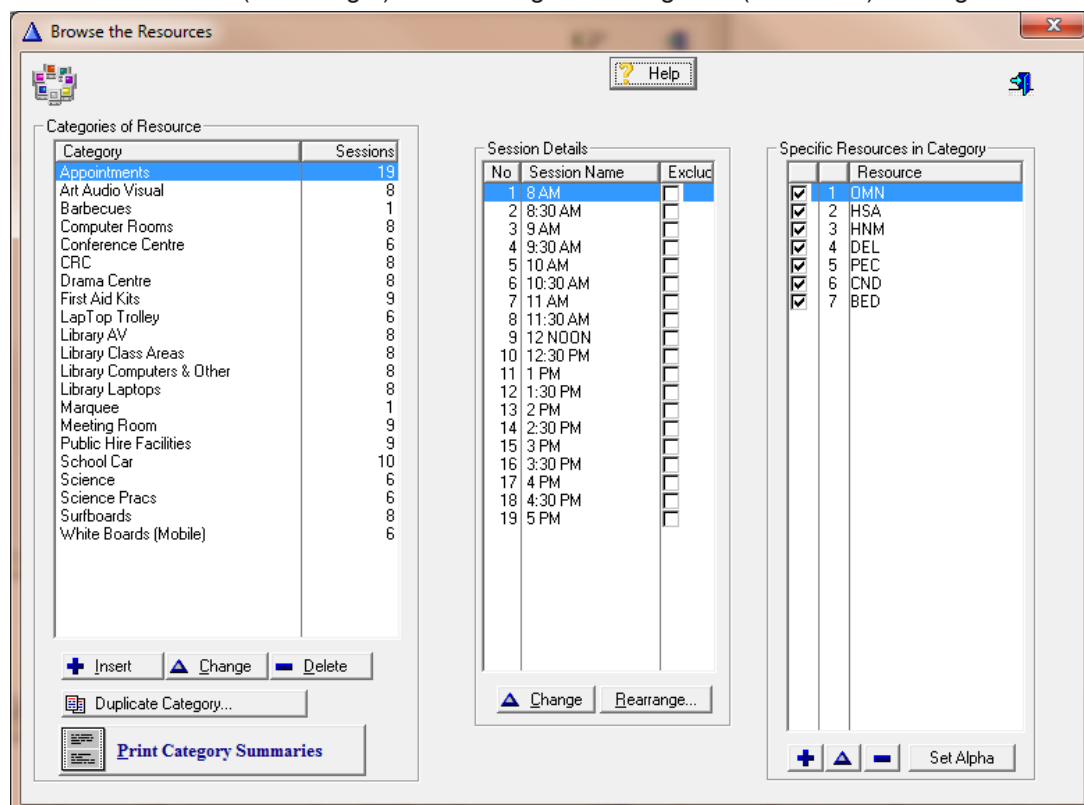 Browse the Resources
Help
Categories of Resource
Category Sessions
Appointments 19
Art Audio Visual 8
Barbecues 1
Computer Rooms 8
Conference Centre 6
CRC 8
Drama Centre 8
First Aid Kits 9
LapTop Trolley 6
Library AV 8
Library Class Areas 8
Library Computers & Other 8
Library Laptops 8
Marquee 1
Meeting Room 9
Public Hire Facilities 9
School Car 10
Science 6
Science Pracs 6
Surfboards 8
White Boards (Mobile) 6
Insert Change Delete
Duplicate Category...
Print Category Summaries
Session Details
No Session Name Exclud
1 8 AM
2 8:30 AM
3 9 AM
4 9:30 AM
5 10 AM
6 10:30 AM
7 11 AM
8 11:30 AM
9 12 NOON
10 12:30 PM
11 1 PM
12 1:30 PM
13 2 PM
14 2:30 PM
15 3 PM
16 3:30 PM
17 4 PM
18 4:30 PM
19 5 PM
Change Rearrange...
Specific Resources in Category
Resource
1 OMN
2 HSA
3 HNM
4 DEL
5 PEC
6 CND
7 BED
Set Alpha